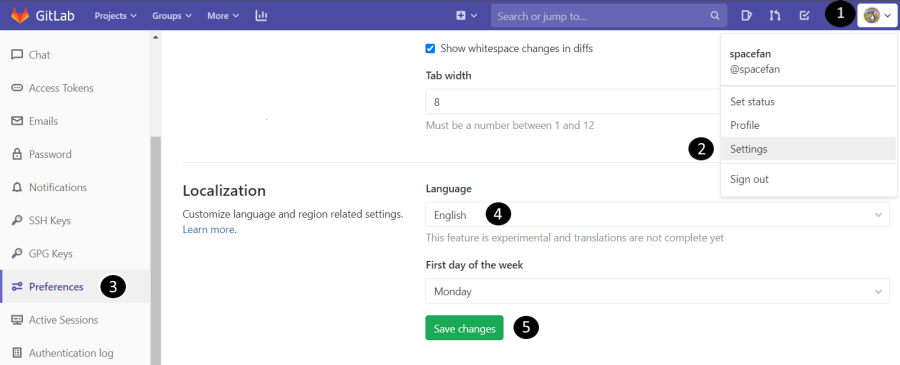 GitLab Projects Groups More Search or jump to... 1
Chat
Access Tokens
Emails
Password
Notifications
SSH Keys
GPG Keys
Preferences 3
Active Sessions
Authentication log
Show whitespace changes in diffs
Tab width
8
Must be a number between 1 and 12
Localization
Customize language and region related settings.
Learn more.
Language
English 4
This feature is experimental and translations are not complete yet
First day of the week
Monday
Save changes 5
spacefan
@spacefan
Set status
Profile
2 Settings
Sign out